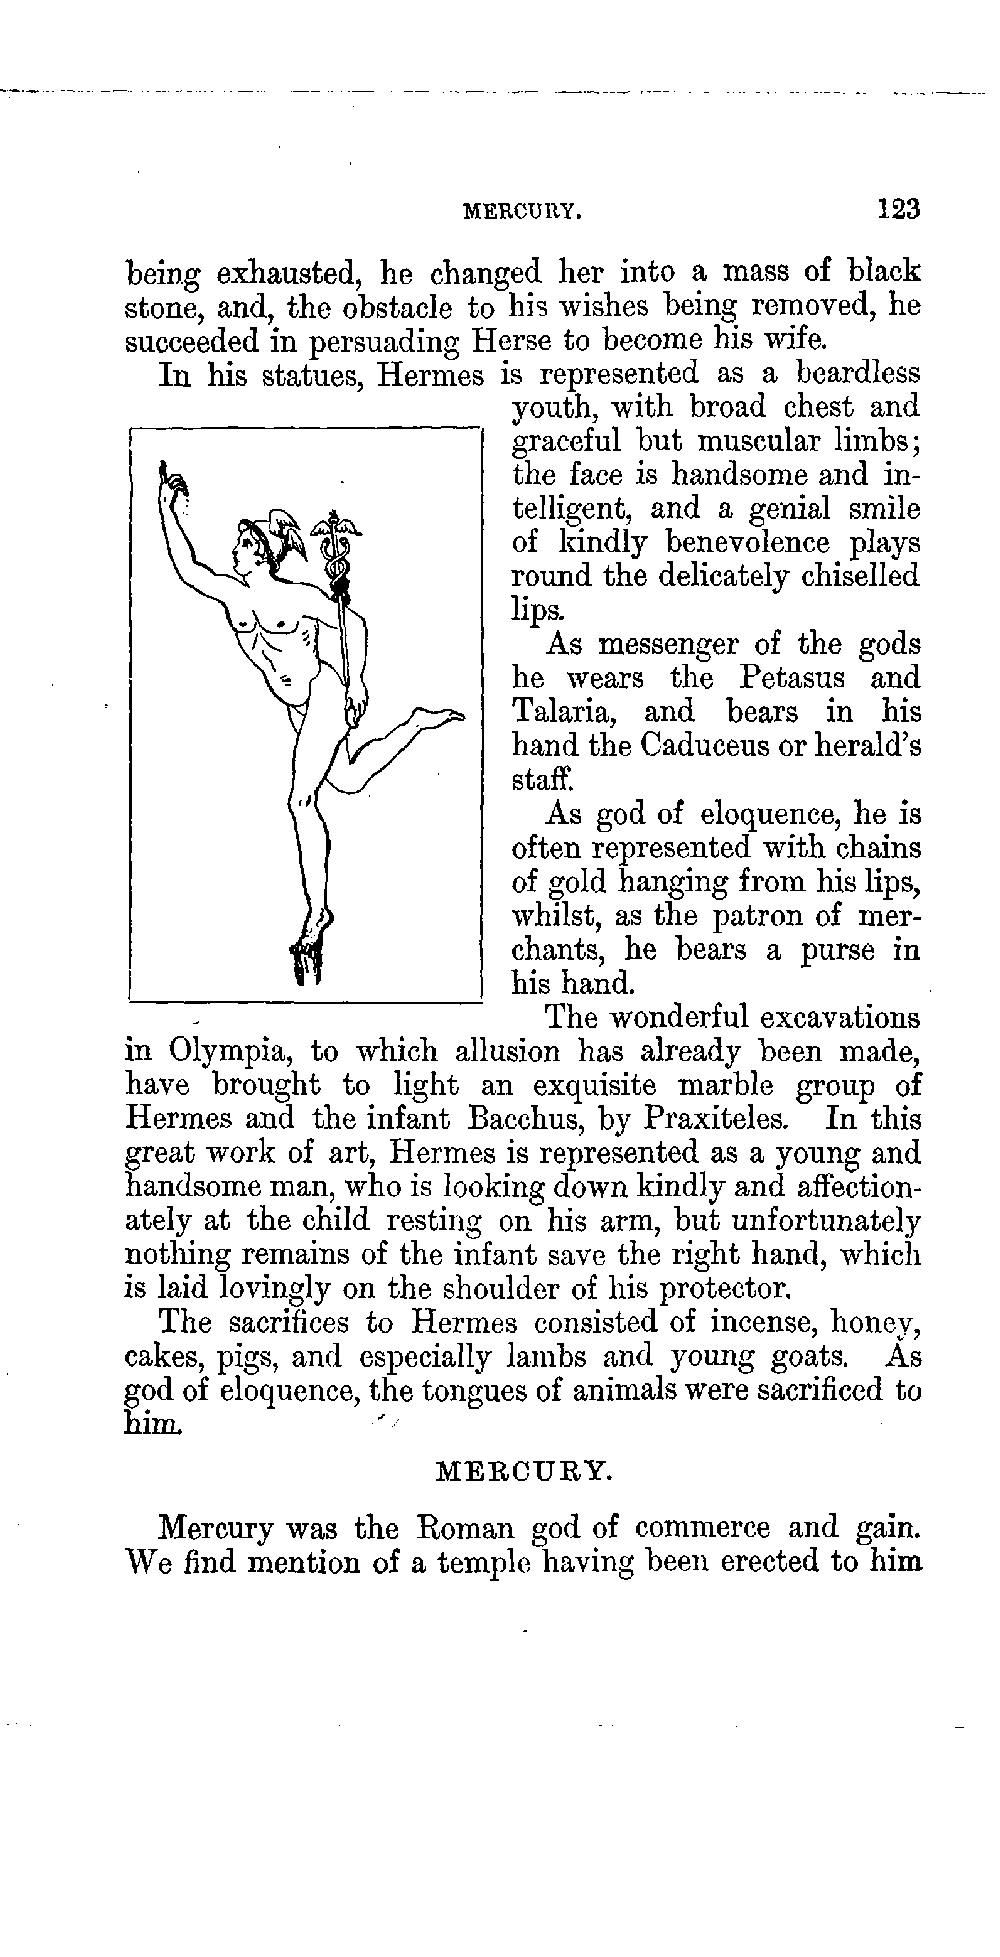 MERCURY. 123
being exhausted, he changed her into a mass of black
stone, and, the obstacle to his wishes being removed, he
succeeded in persuading Herse to become his wife.
In his statues, Hermes is represented as a beardless
youth, with broad chest and
graceful but muscular limbs;
the face is handsome and in-
telligent, and a genial smile
of kindly benevolence plays
round the delicately chiselled
lips.
As messenger of the gods
he wears the Petasus and
Talaria, and bears in his
hand the Caduceus or herald's
staff.
As god of eloquence, he is
often represented with chains
of gold hanging from his lips,
whilst, as the patron of mer-
chants, he bears a purse in
his hand.
The wonderful excavations
in Olympia, to which allusion has already been made,
have brought to light an exquisite marble group of
Hermes and the infant Bacchus, by Praxiteles. In this
great work of art, Hermes is represented as a young and
handsome man, who is looking down kindly and affection-
ately at the child resting on his arm, but unfortunately
nothing remains of the infant save the right hand, which
is laid lovingly on the shoulder of his protector.
The sacrifices to Hermes consisted of incense, honey,
cakes, pigs, and especially lambs and young goats. As
god of eloquence, the tongues of animals were sacrificed to
him.
MERCURY.
Mercury was the Roman god of commerce and gain.
We find mention of a temple having been erected to him